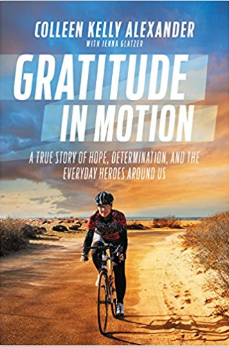 COLLEEN KELLY ALEXANDER
WITH JENNA GLATZER
GRATITUDE
IN MOTION
A TRUE STORY OF HOPE, DETERMINATION, AND THE
EVERYDAY HEROES AROUND US